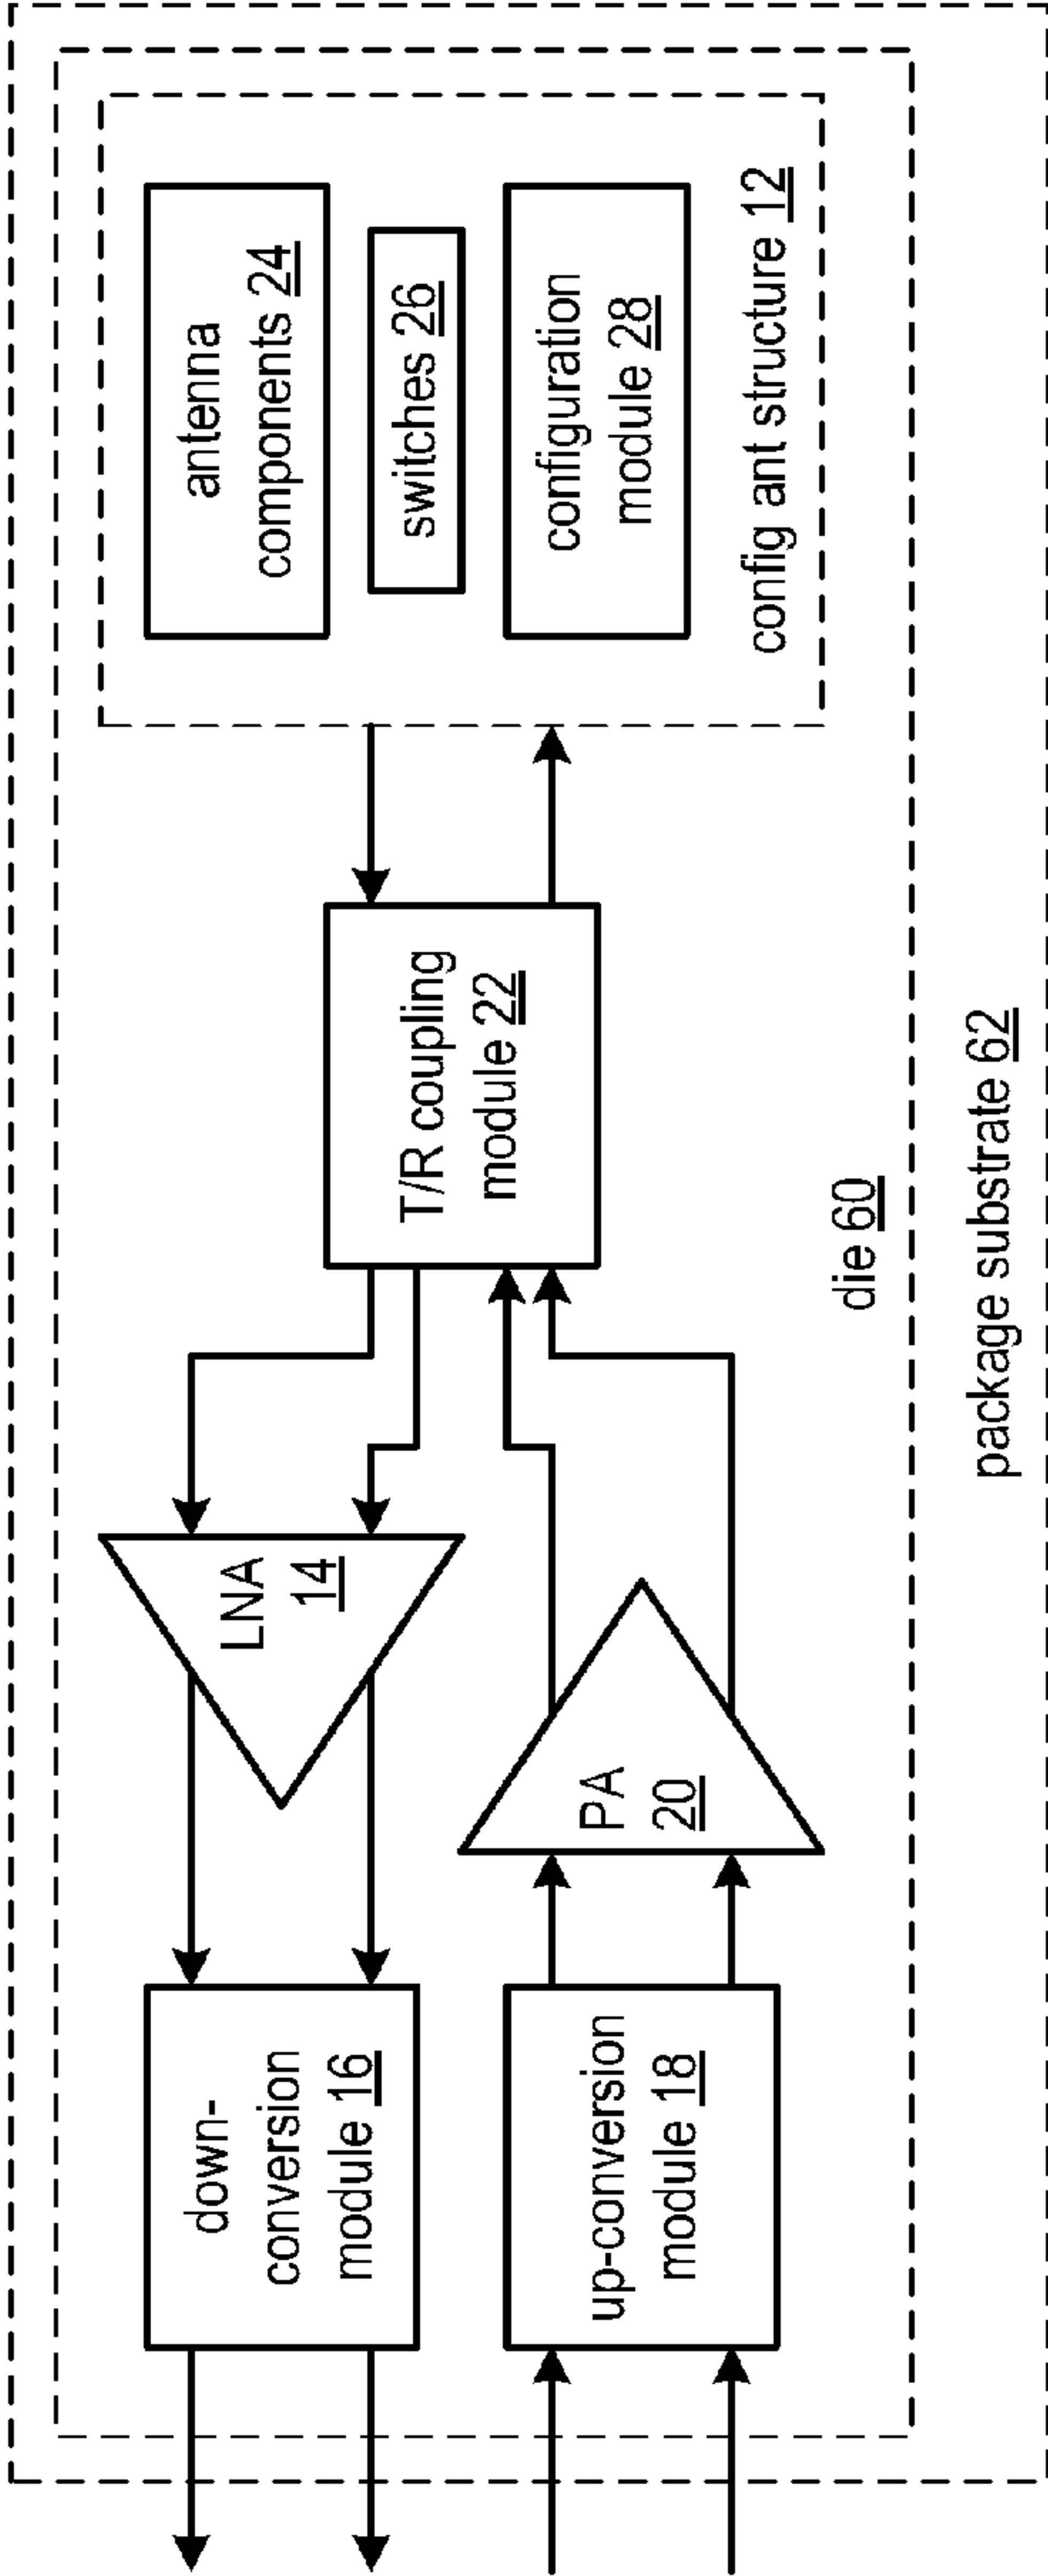 down-
conversion
module 16
up-conversion
module 18
LNA
14
PA
20
T/R coupling
module 22
antenna
components 24
switches 26
configuration
module 28
config ant structure 12
die 60
package substrate 62